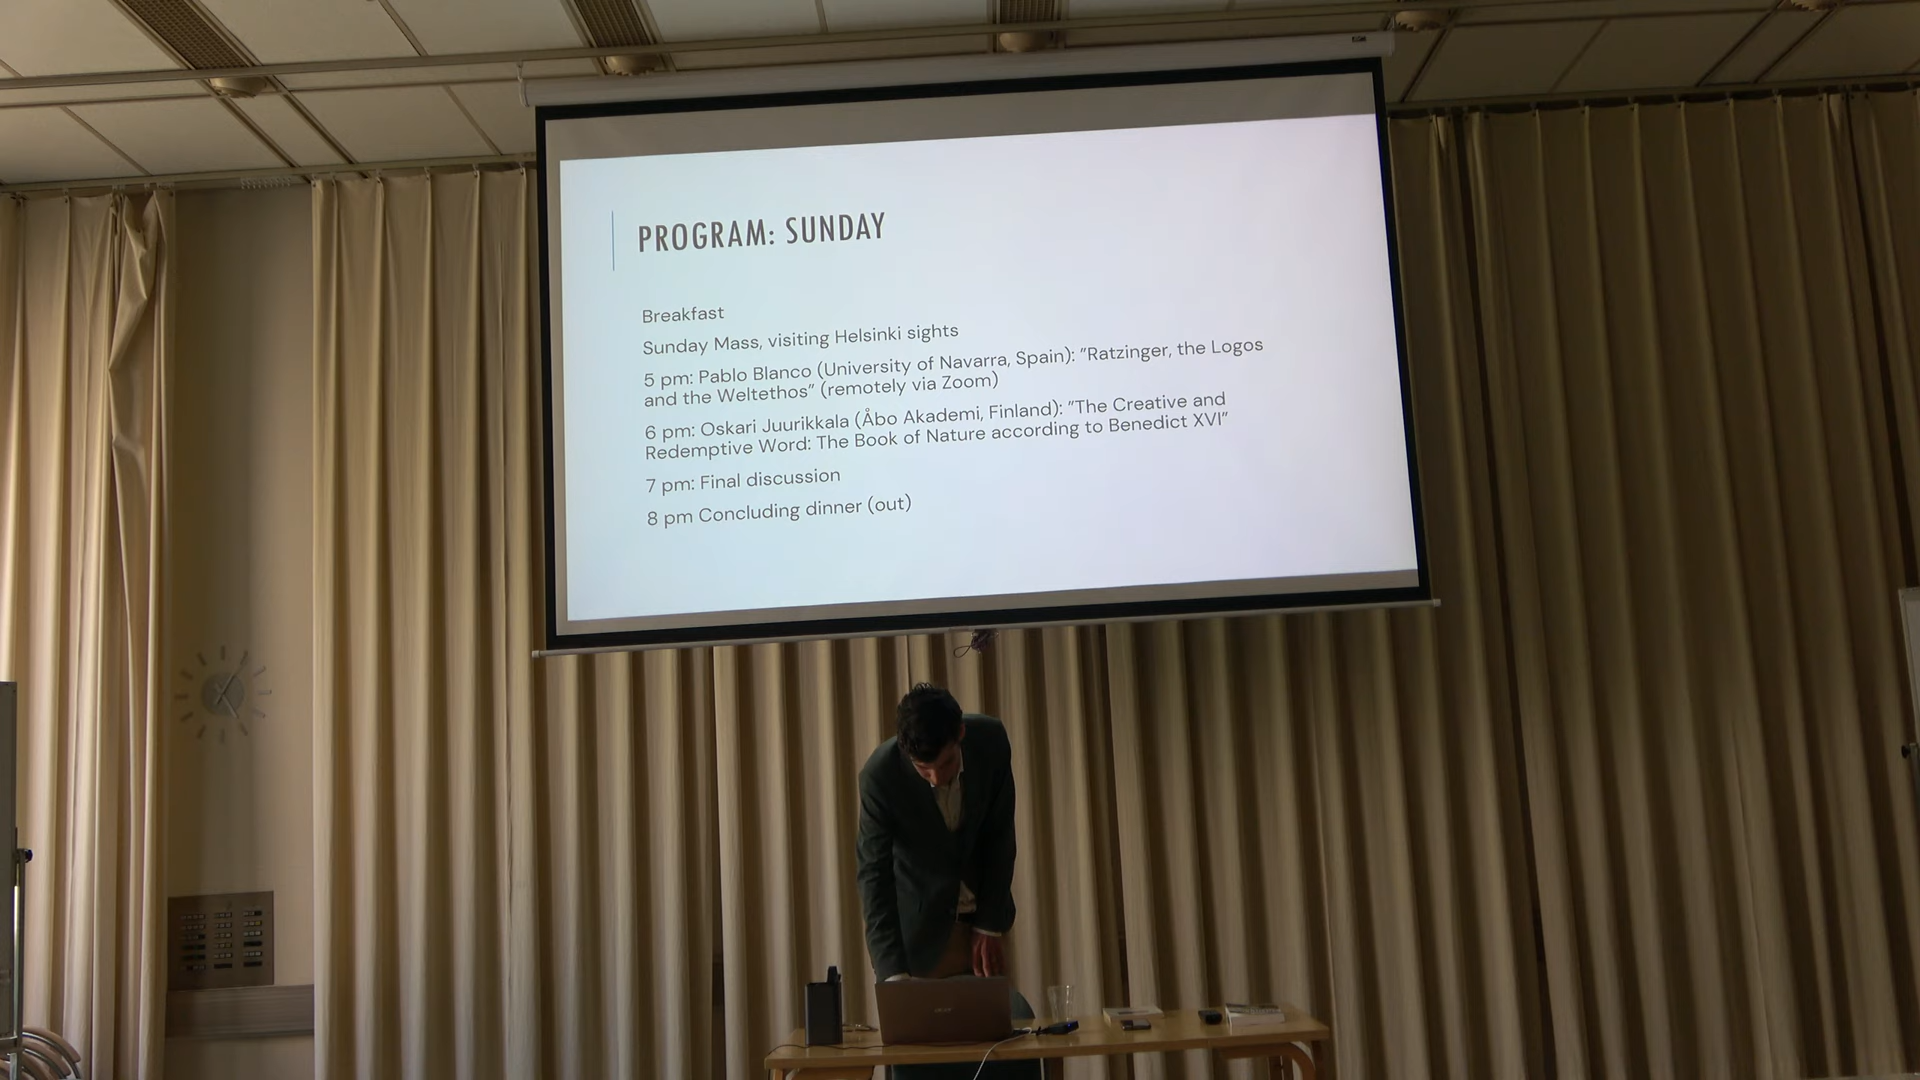 PROGRAM: SUNDAY
Breakfast
Sunday Mass, visiting Helsinki sights
5 pm: Pablo Blanco (University of Navarra, Spain): ”Ratzinger, the Logos
and the Weltethos” (remotely via Zoom)
6 pm: Oskari Juurikkala (Åbo Akademi, Finland): ”The Creative and
Redemptive Word: The Book of Nature according to Benedict XVI”
7 pm: Final discussion
8 pm Concluding dinner (out)
acer